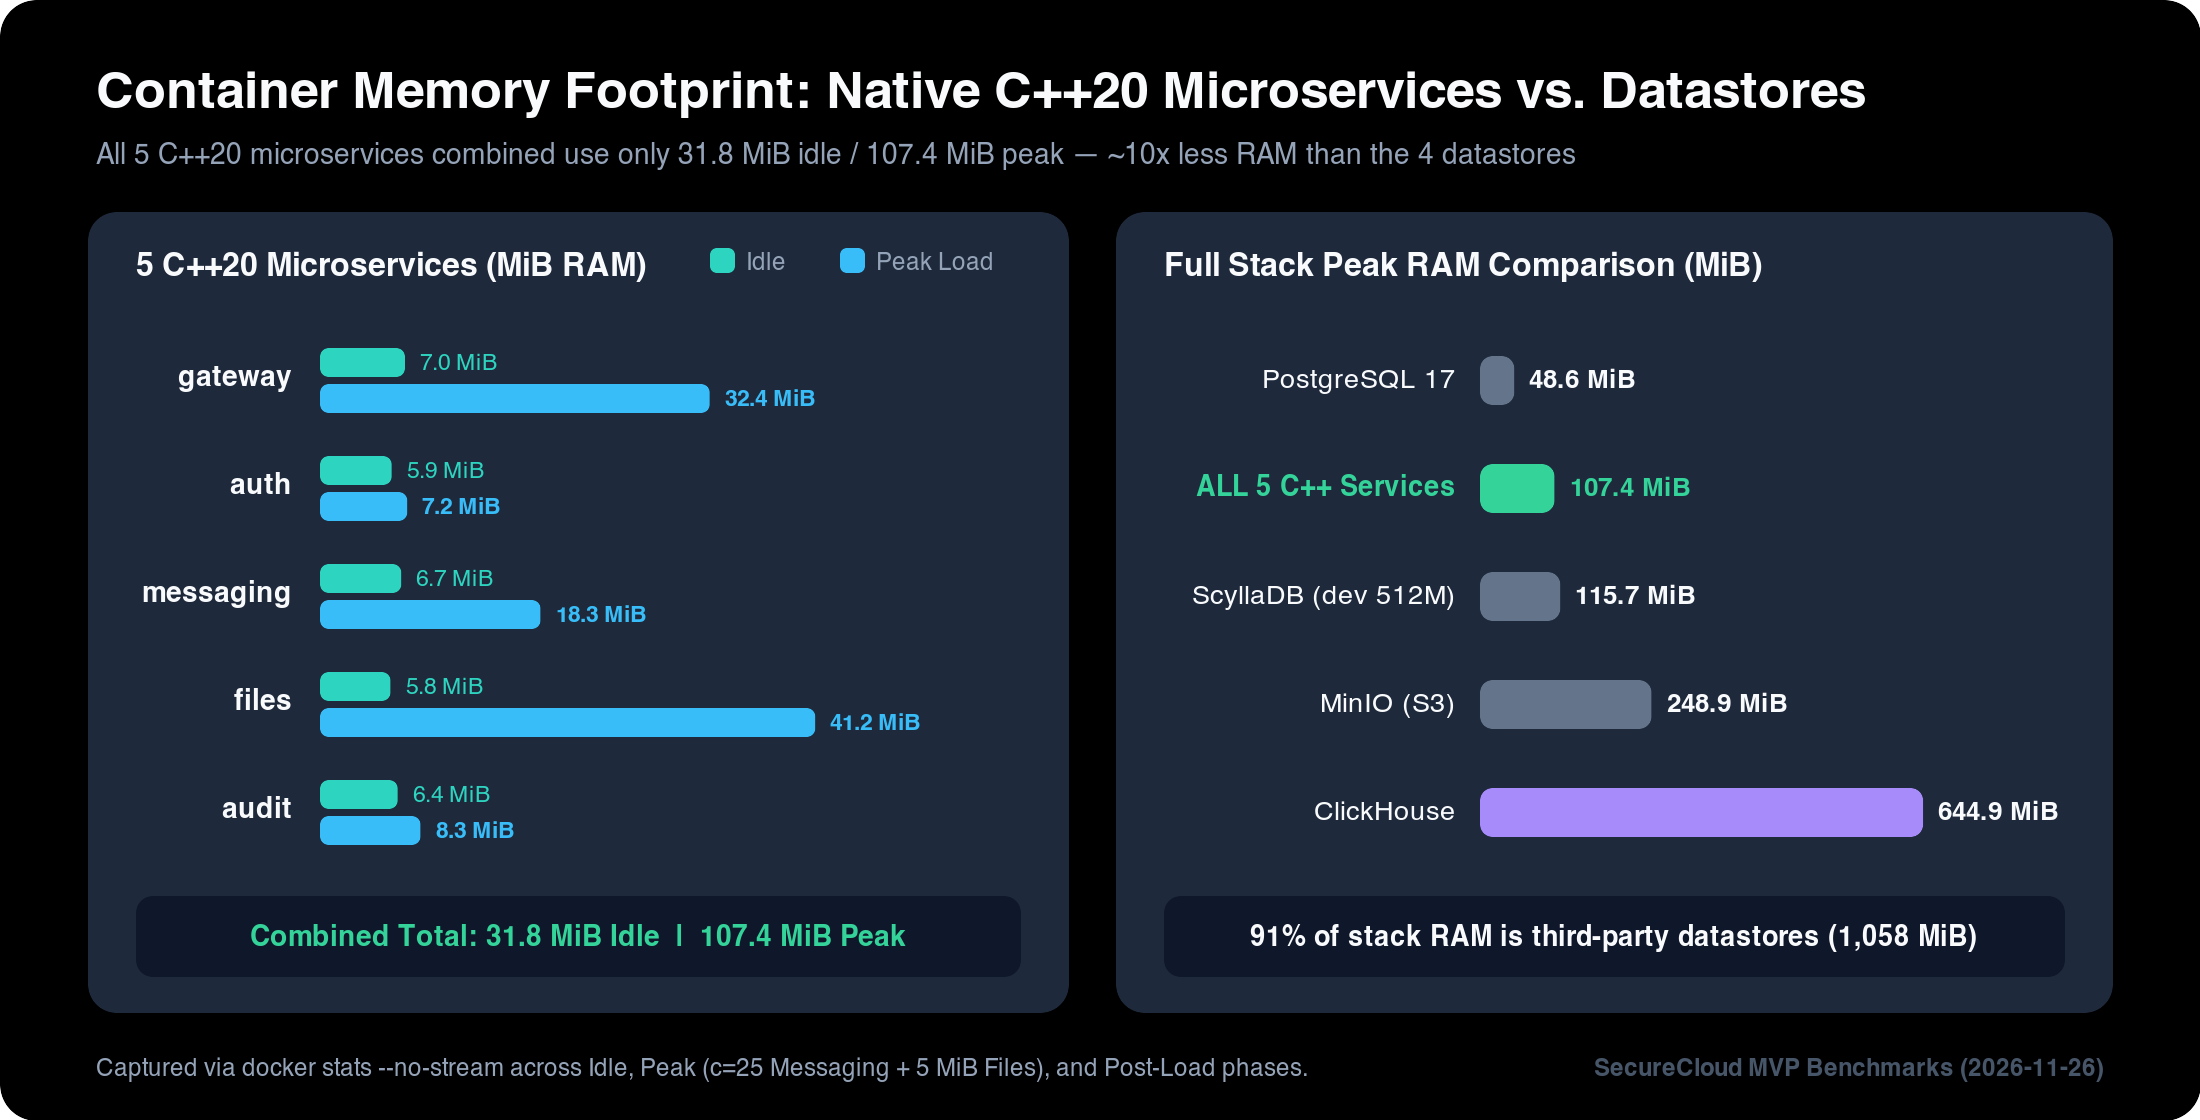 Container Memory Footprint: Native C++20 Microservices vs. Datastores
All 5 C++20 microservices combined use only 31.8 MiB idle / 107.4 MiB peak — ~10x less RAM than the 4 datastores
5 C++20 Microservices (MiB RAM)
Idle
Peak Load
gateway
7.0 MiB
32.4 MiB
auth
5.9 MiB
7.2 MiB
messaging
6.7 MiB
18.3 MiB
files
5.8 MiB
41.2 MiB
audit
6.4 MiB
8.3 MiB
Combined Total: 31.8 MiB Idle | 107.4 MiB Peak
Full Stack Peak RAM Comparison (MiB)
PostgreSQL 17
48.6 MiB
ALL 5 C++ Services
107.4 MiB
ScyllaDB (dev 512M)
115.7 MiB
MinIO (S3)
248.9 MiB
ClickHouse
644.9 MiB
91% of stack RAM is third-party datastores (1,058 MiB)
Captured via docker stats --no-stream across Idle, Peak (c=25 Messaging + 5 MiB Files), and Post-Load phases.
SecureCloud MVP Benchmarks (2026-11-26)